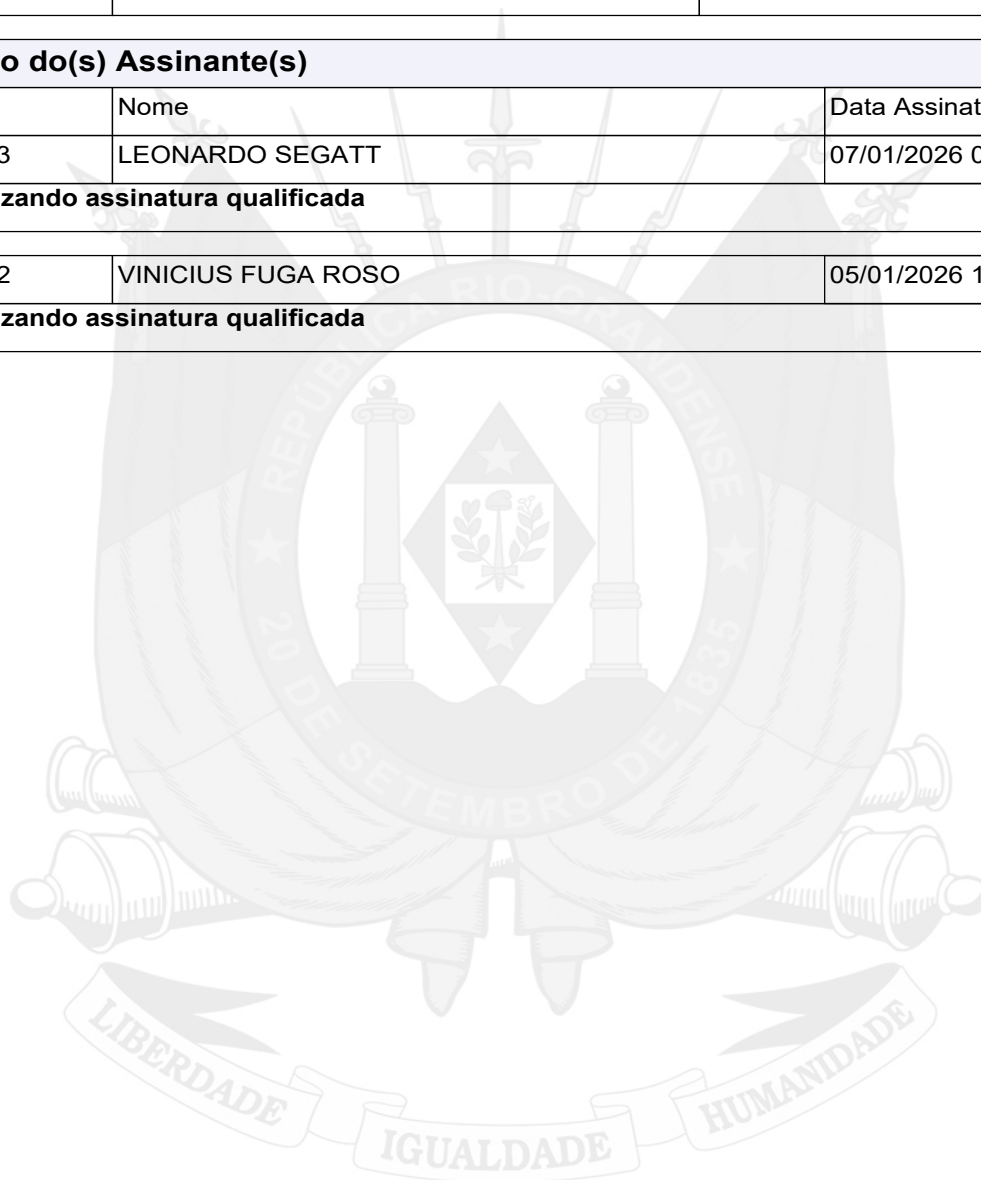 o do(s) Assinante(s)
Nome Data Assinat
3 LEONARDO SEGATT 07/01/2026 0
zando assinatura qualificada
2 VINICIUS FUGA ROSO 05/01/2026 1
zando assinatura qualificada
REPÚBLICA RIO-GRANDENSE
20 DE SETEMBRO DE 1835
LIBERDADE IGUALDADE HUMANIDADE